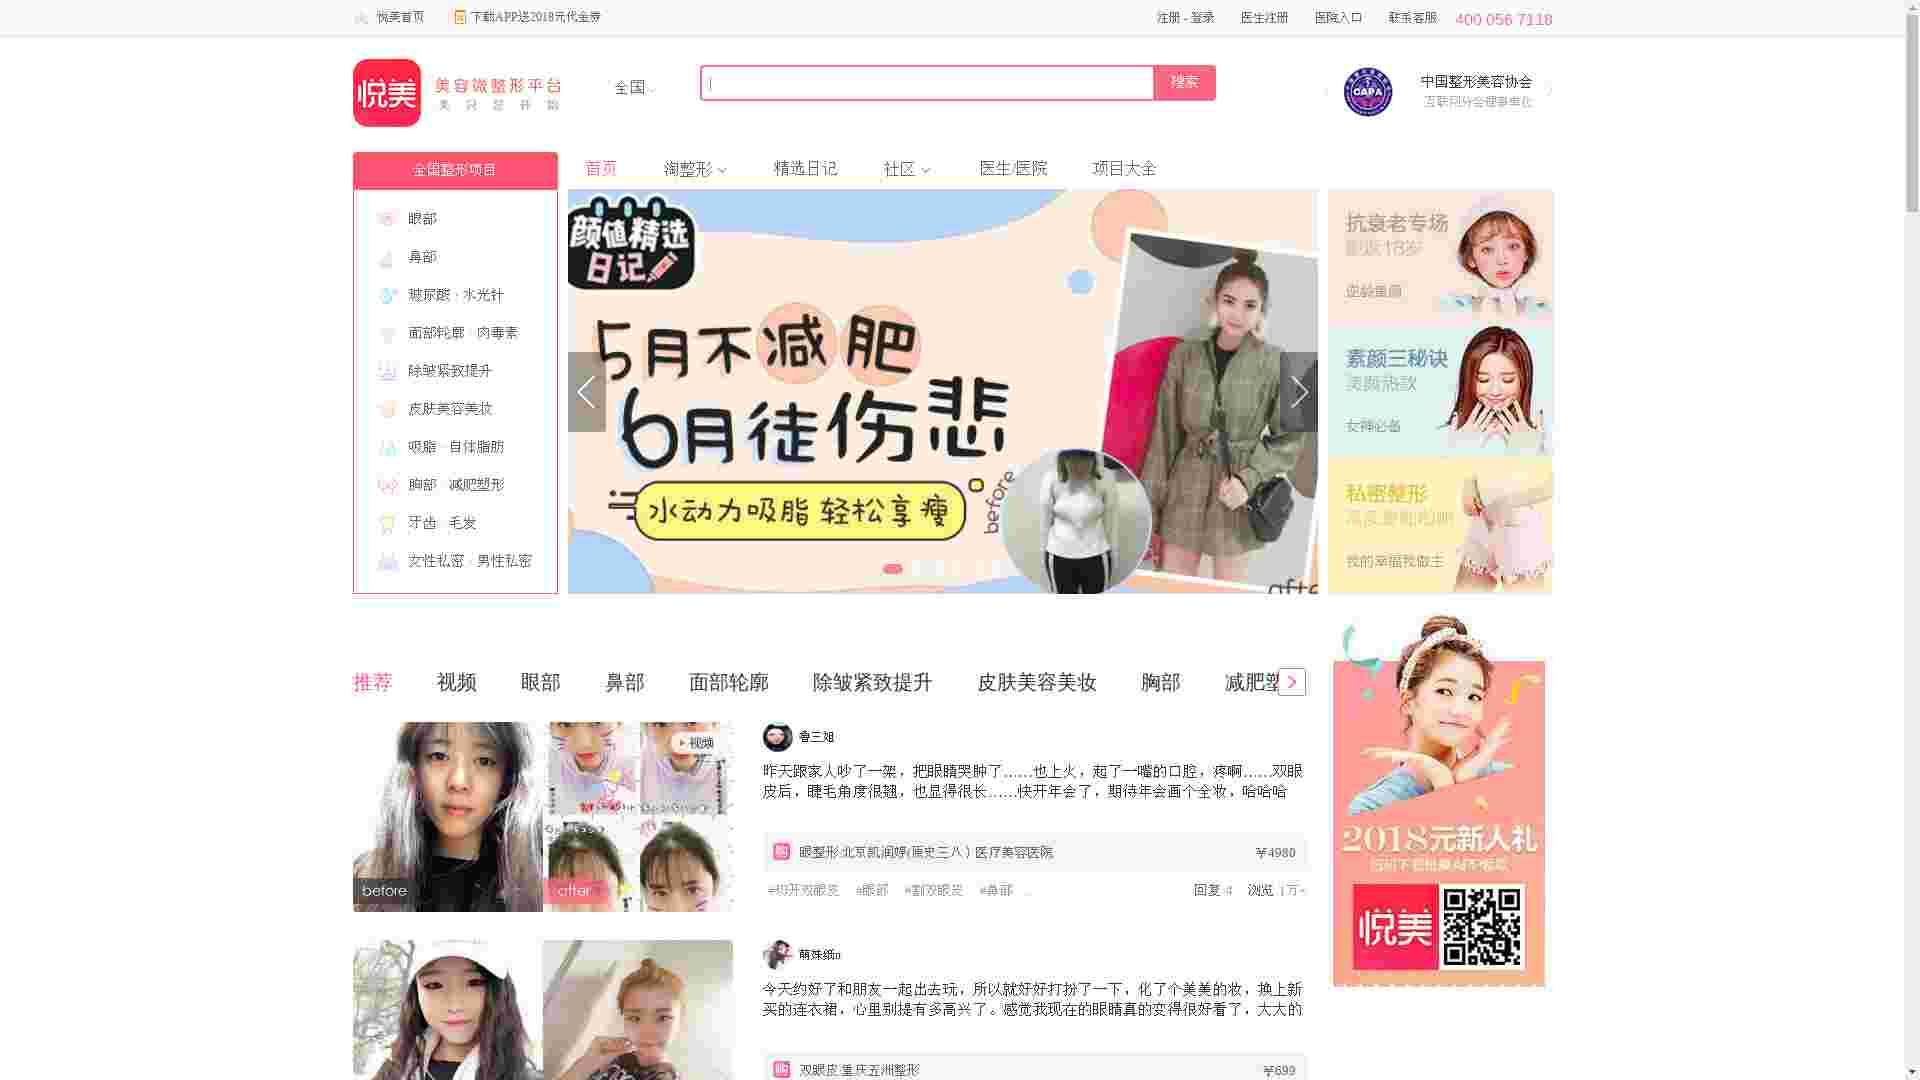 悦美首页
下载APP送2018元代金券
注册 - 登录
医生注册
医院入口
联系客服
400 056 7118
悦美
美容微整形平台
美只是开始
全国
搜索
CAPA
中国整形美容协会
互联网分会理事单位
全国整形项目
首页
淘整形
精选日记
社区
医生/医院
项目大全
眼部
鼻部
玻尿酸 · 水光针
面部轮廓 · 肉毒素
除皱紧致提升
皮肤美容美妆
吸脂 · 自体脂肪
胸部 · 减肥塑形
牙齿 · 毛发
女性私密 · 男性私密
颜值精选
日记
5月不减肥
6月徒伤悲
水动力吸脂 轻松享瘦
before
after
抗衰老专场
逆龄重启
素颜三秘诀
美颜热款
女神必备
私密整形
我的幸福我做主
推荐
视频
眼部
鼻部
面部轮廓
除皱紧致提升
皮肤美容美妆
胸部
减肥塑
视频
before
after
鲁三姐
昨天跟家人吵了一架，把眼睛哭肿了……也上火，起了一嘴的口腔，疼啊……双眼
皮后，睫毛角度很翘，也显得很长……快开年会了，期待年会画个全妆，哈哈哈
购
眼整形:北京凯润婷(原史三八）医疗美容医院
¥4980
#切开双眼皮
#眼部
#割双眼皮
#鼻部
...
回复 4
浏览 1万+
萌姝纸n
今天约好了和朋友一起出去玩，所以就好好打扮了一下，化了个美美的妆，换上新
买的连衣裙，心里别提有多高兴了。感觉我现在的眼睛真的变得很好看了，大大的
购
双眼皮:重庆五洲整形
¥699
2018元新人礼
悦美